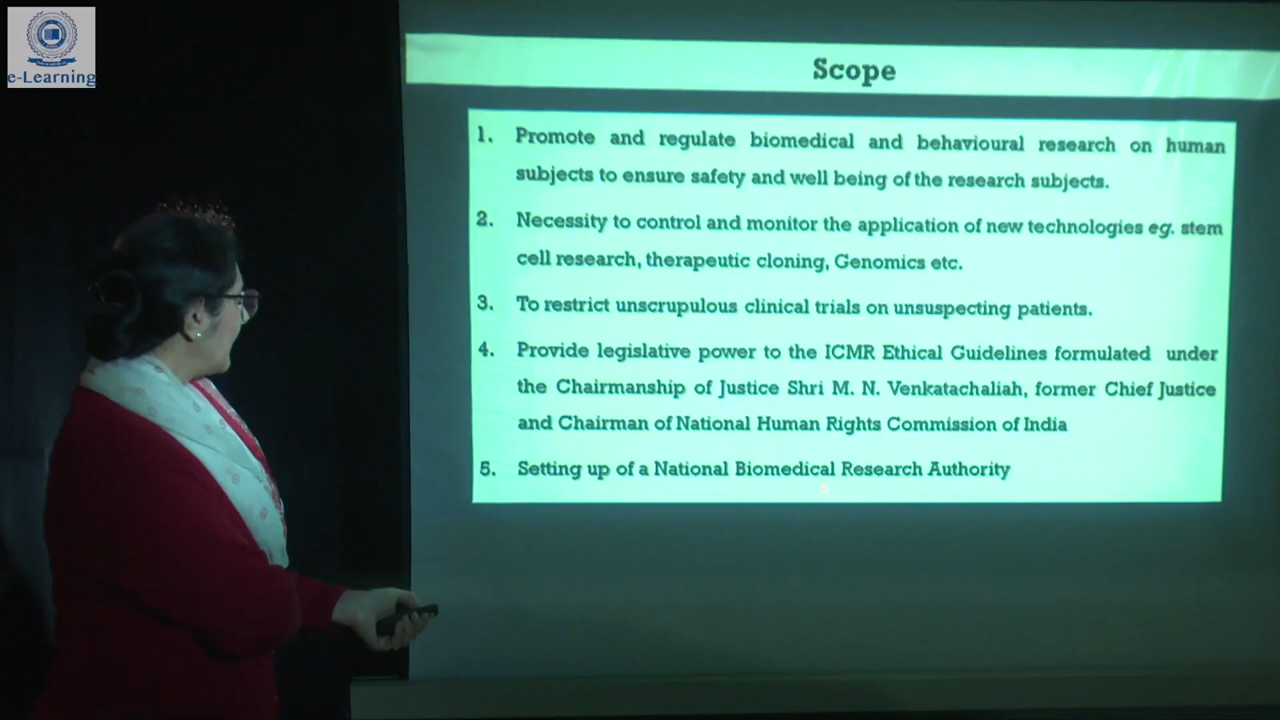 e-Learning
Scope
1. Promote and regulate biomedical and behavioural research on human
subjects to ensure safety and well being of the research subjects.
2. Necessity to control and monitor the application of new technologies eg. stem
cell research, therapeutic cloning, Genomics etc.
3. To restrict unscrupulous clinical trials on unsuspecting patients.
4. Provide legislative power to the ICMR Ethical Guidelines formulated under
the Chairmanship of Justice Shri M. N. Venkatachaliah, former Chief Justice
and Chairman of National Human Rights Commission of India
5. Setting up of a National Biomedical Research Authority